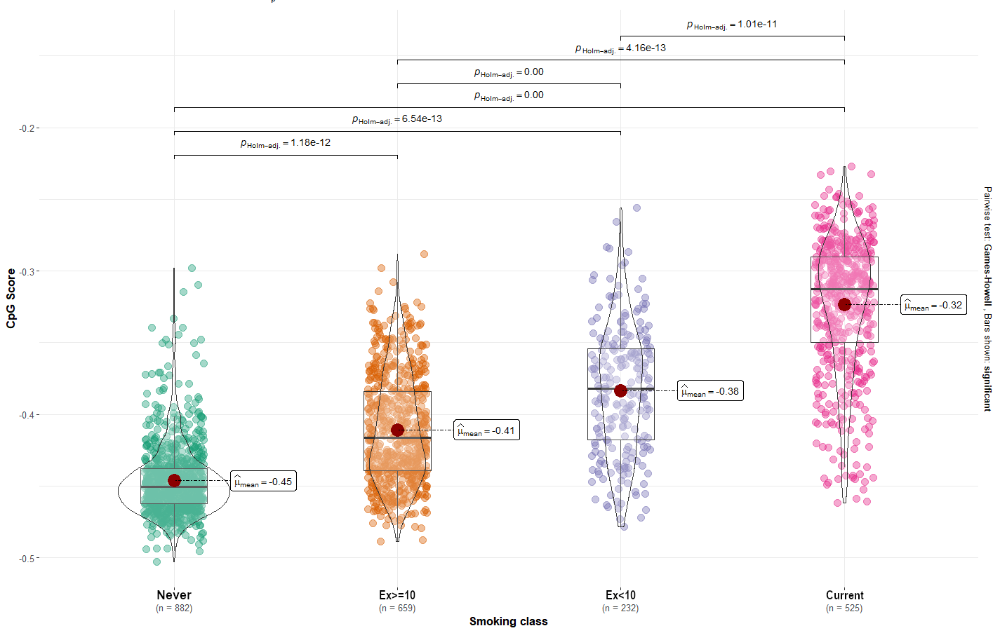 pHolm–adj. = 1.01e-11
pHolm–adj. = 4.16e-13
pHolm–adj. = 0.00
pHolm–adj. = 0.00
pHolm–adj. = 6.54e-13
pHolm–adj. = 1.18e-12
-0.2
-0.3
-0.4
-0.5
CpG Score
μ̂mean = -0.45
μ̂mean = -0.41
μ̂mean = -0.38
μ̂mean = -0.32
Pairwise test: Games-Howell , Bars shown: significant
Never
(n = 882)
Ex>=10
(n = 659)
Ex<10
(n = 232)
Current
(n = 525)
Smoking class